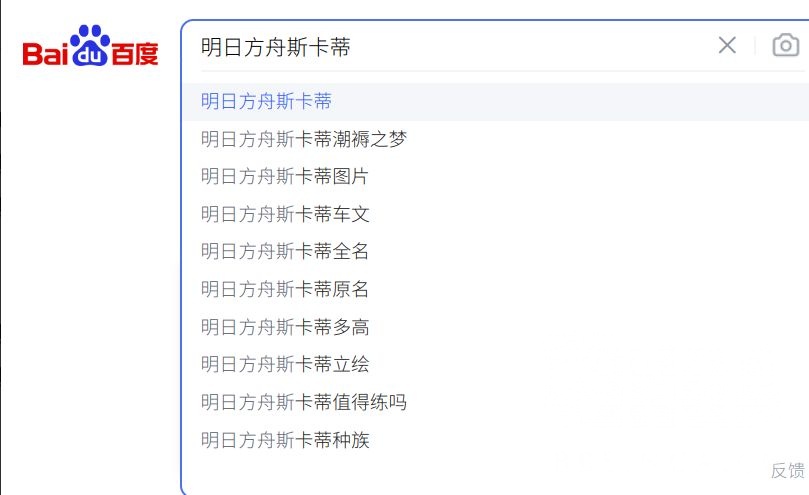 Bai du 百度
明日方舟斯卡蒂
明日方舟斯卡蒂
明日方舟斯卡蒂潮褥之梦
明日方舟斯卡蒂图片
明日方舟斯卡蒂车文
明日方舟斯卡蒂全名
明日方舟斯卡蒂原名
明日方舟斯卡蒂多高
明日方舟斯卡蒂立绘
明日方舟斯卡蒂值得练吗
明日方舟斯卡蒂种族
反馈